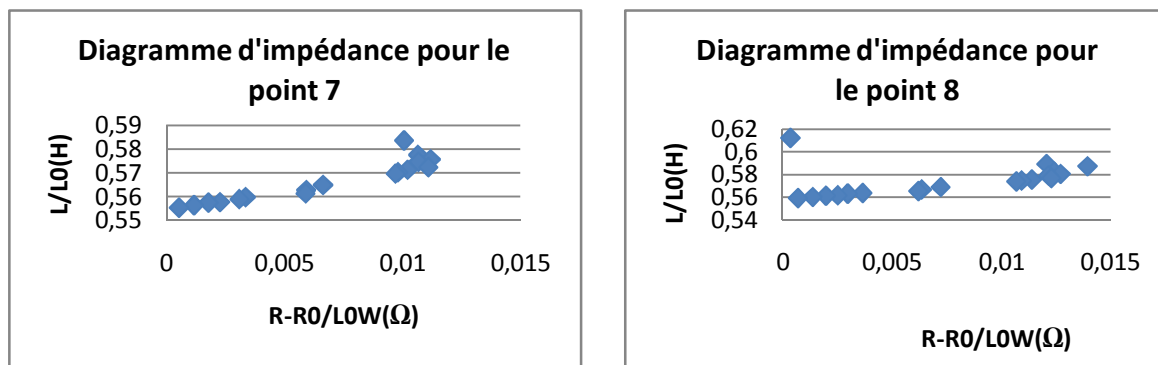 Diagramme d'impédance pour le
point 7
L/L0(H)
0,59
0,58
0,57
0,56
0,55
0 0,005 0,01 0,015
R-R0/L0W(Ω)
Diagramme d'impédance pour
le point 8
L/L0(H)
0,62
0,6
0,58
0,56
0,54
0 0,005 0,01 0,015
R-R0/L0W(Ω)